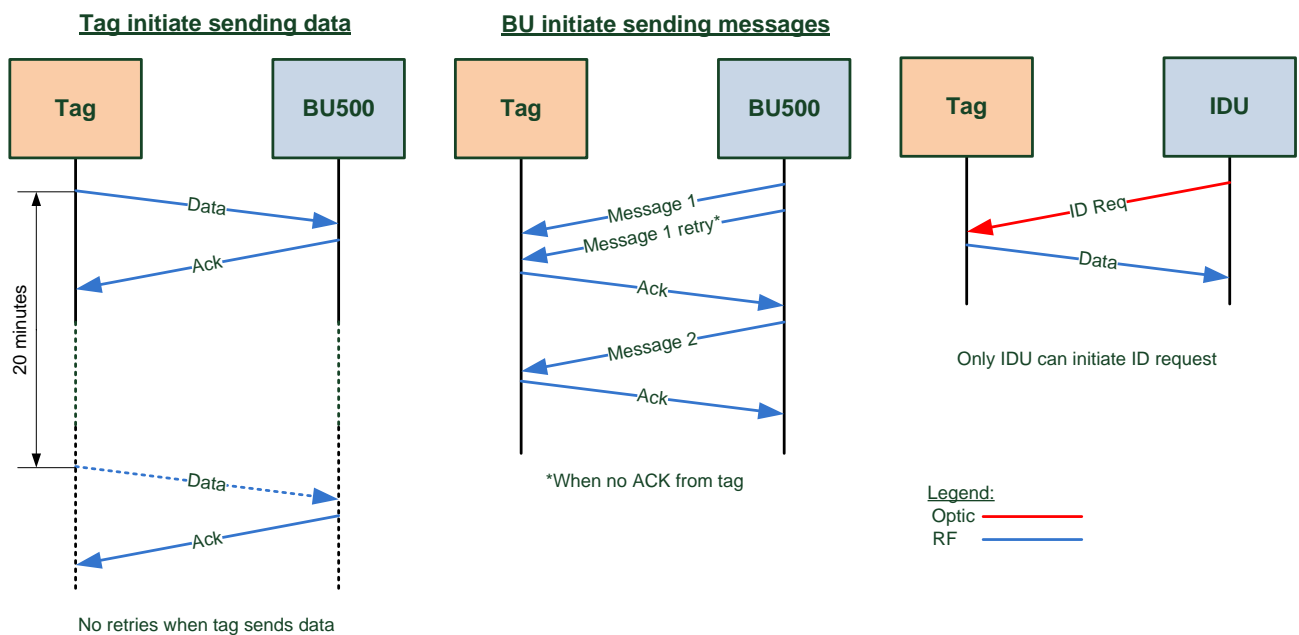 Tag initiate sending data
Tag
BU500
Data
Ack
20 minutes
Data
Ack
No retries when tag sends data
BU initiate sending messages
Tag
BU500
Message 1
Message 1 retry*
Ack
Message 2
Ack
*When no ACK from tag
Tag
IDU
ID Req
Data
Only IDU can initiate ID request
Legend:
Optic
RF